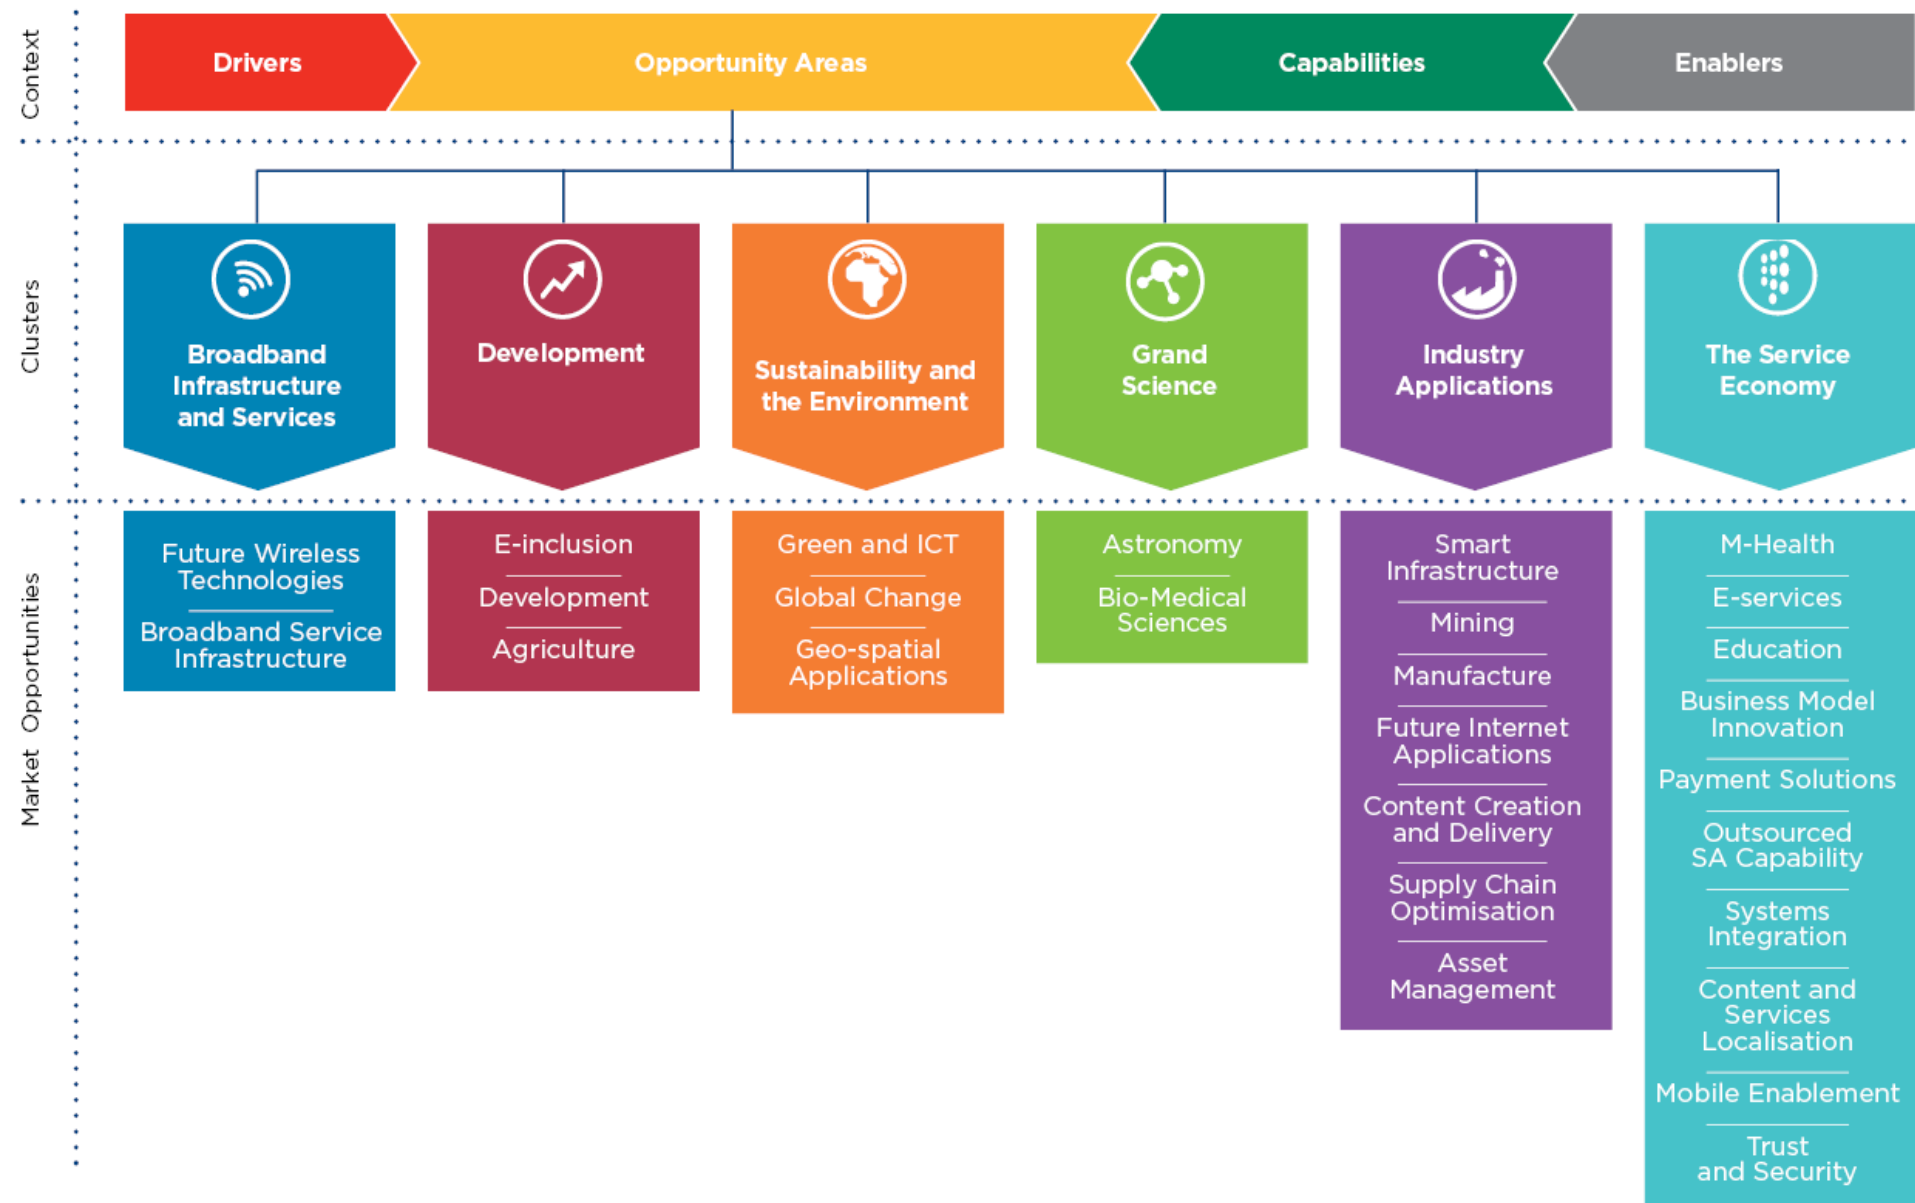 Context
Drivers
Opportunity Areas
Capabilities
Enablers
Clusters
Broadband
Infrastructure
and Services
Development
Sustainability and
the Environment
Grand
Science
Industry
Applications
The Service
Economy
Market Opportunities
Future Wireless
Technologies
Broadband Service
Infrastructure
E-inclusion
Development
Agriculture
Green and ICT
Global Change
Geo-spatial
Applications
Astronomy
Bio-Medical
Sciences
Smart
Infrastructure
Mining
Manufacture
Future Internet
Applications
Content Creation
and Delivery
Supply Chain
Optimisation
Asset
Management
M-Health
E-services
Education
Business Model
Innovation
Payment Solutions
Outsourced
SA Capability
Systems
Integration
Content and
Services
Localisation
Mobile Enablement
Trust
and Security